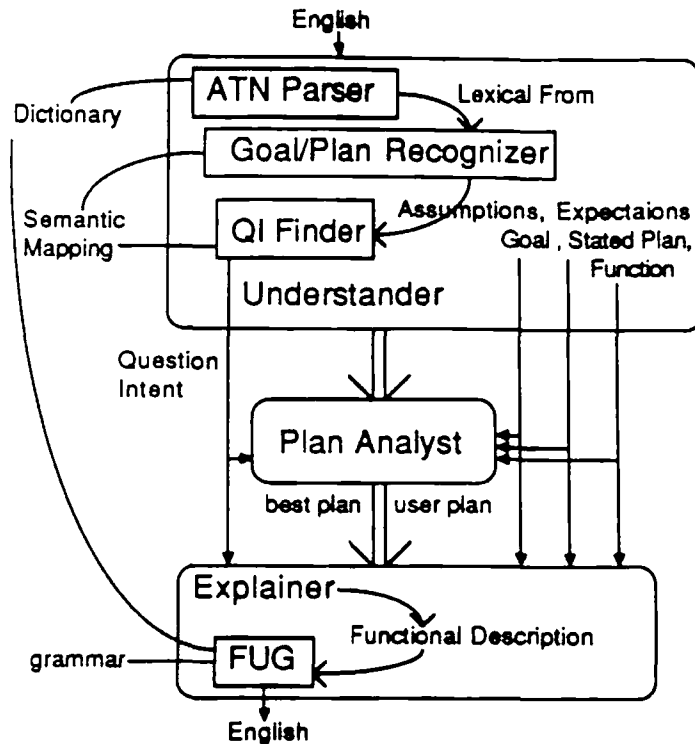 English
ATN Parser
Lexical From
Dictionary
Goal/Plan Recognizer
Semantic
Mapping
QI Finder
Assumptions, Expectaions
Goal , Stated Plan,
Function
Understander
Question
Intent
Plan Analyst
best plan
user plan
Explainer
Functional Description
grammar
FUG
English